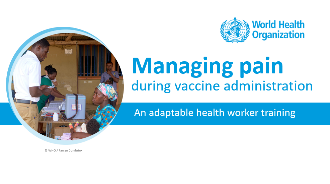 World Health
Organization
Managing pain
during vaccine administration
An adaptable health worker training